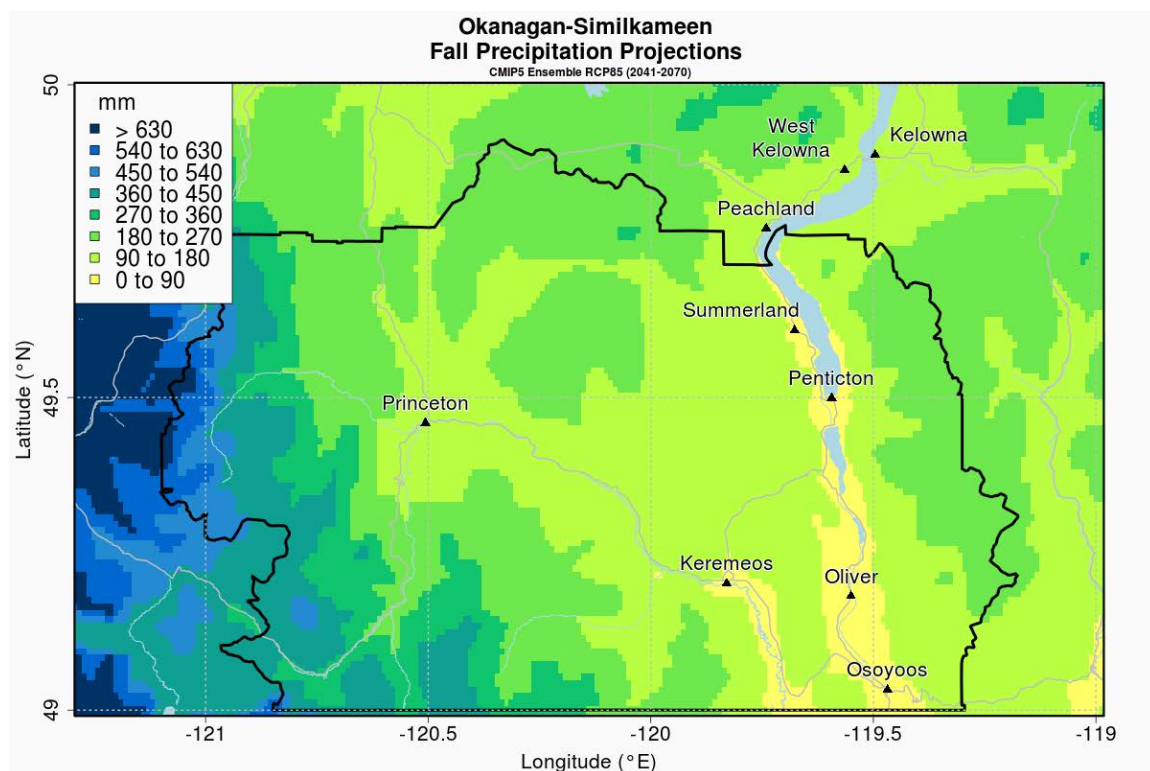 Okanagan-Similkameen
Fall Precipitation Projections
CMIP5 Ensemble RCP85 (2041-2070)
mm
> 630
540 to 630
450 to 540
360 to 450
270 to 360
180 to 270
90 to 180
0 to 90
West
Kelowna
Kelowna
Peachland
Summerland
Penticton
Princeton
Keremeos
Oliver
Osoyoos
50
49.5
49
Latitude (°N)
-121
-120.5
-120
-119.5
-119
Longitude (°E)